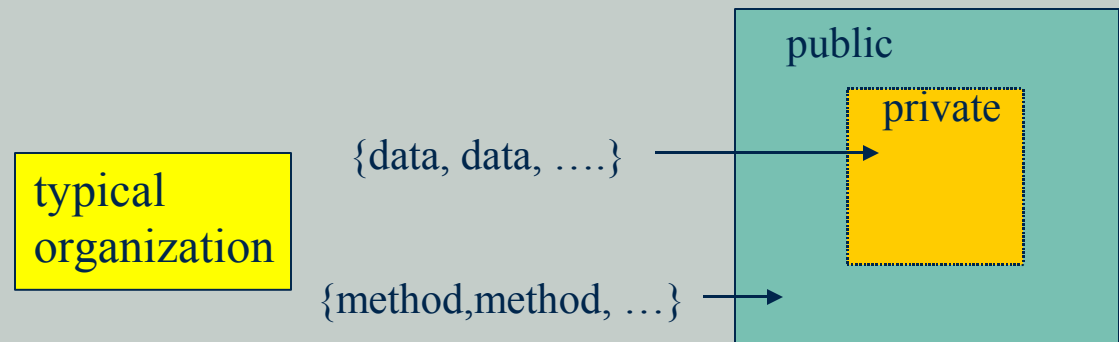 public
private
{data, data, ….}
typical
organization
{method,method, …}